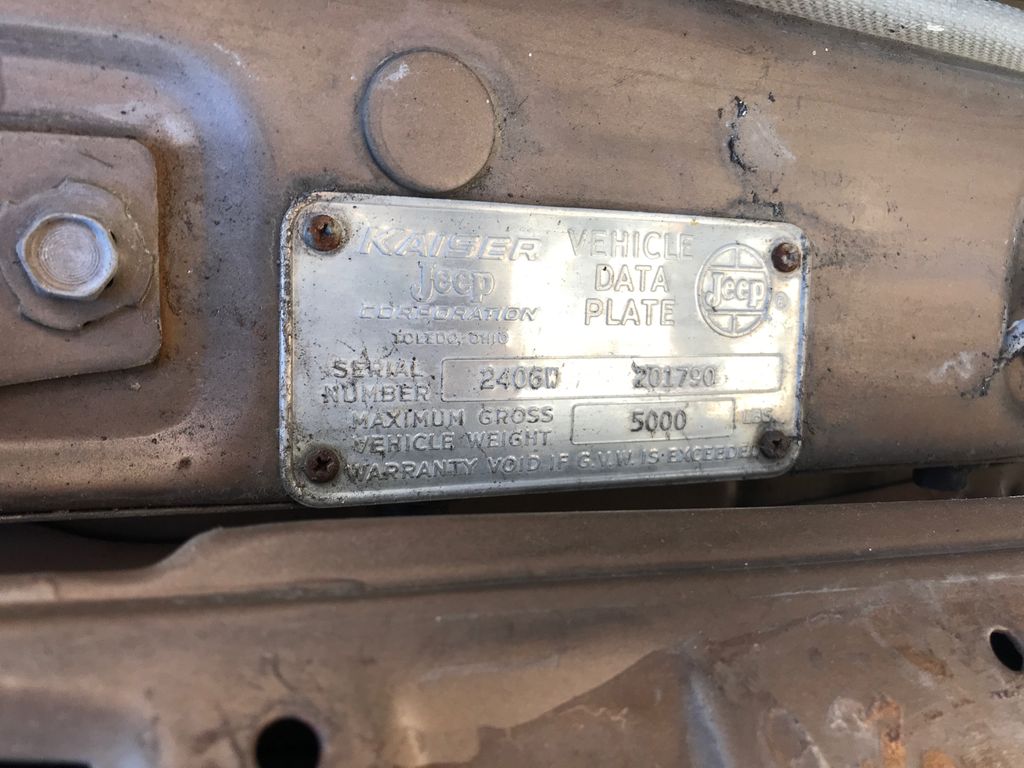 KAISER
Jeep
CORPORATION
TOLEDO, OHIO
VEHICLE
DATA
PLATE
Jeep ®
SERIAL
NUMBER 2406W 201790
MAXIMUM GROSS
VEHICLE WEIGHT 5000 LBS.
WARRANTY VOID IF G.V.W. IS EXCEEDED